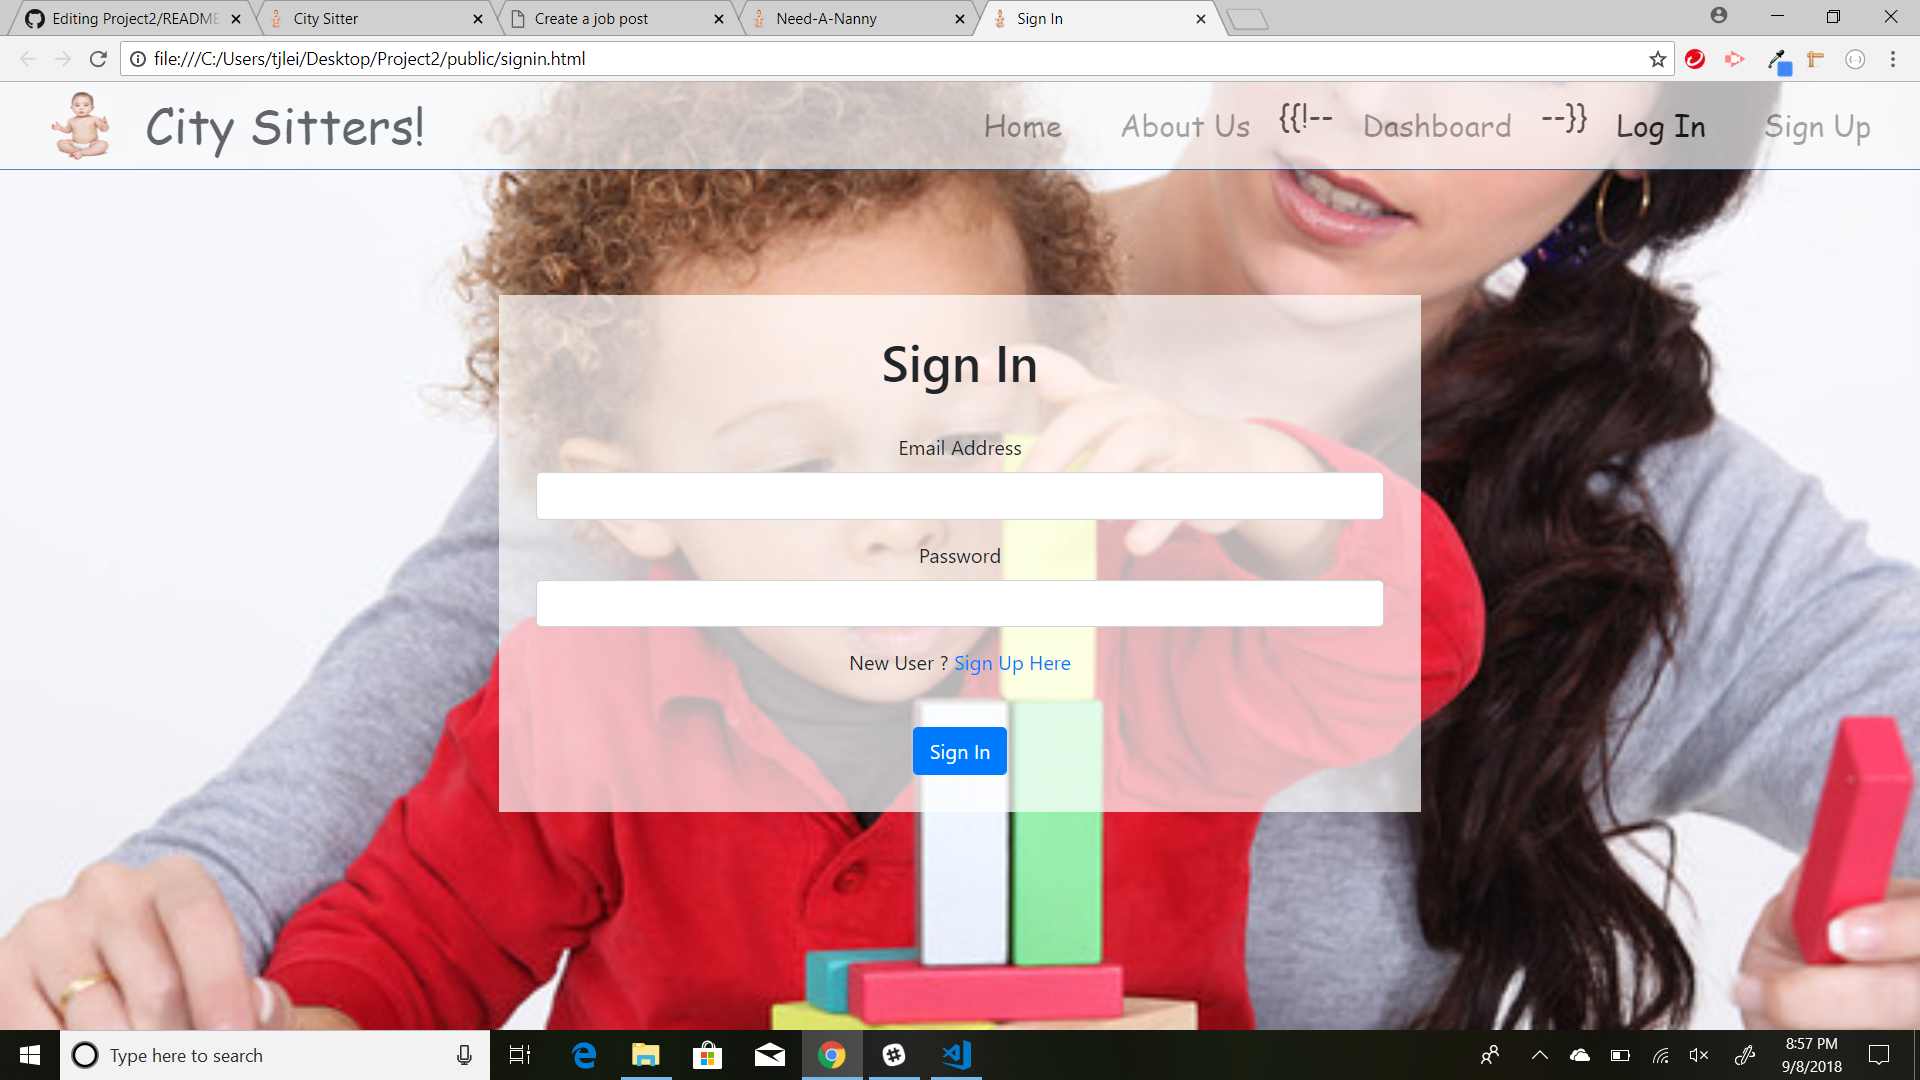 Editing Project2/README
City Sitter
Create a job post
Need-A-Nanny
Sign In
file:///C:/Users/tjlei/Desktop/Project2/public/signin.html
City Sitters!
Home About Us {{!-- Dashboard --}} Log In Sign Up
Sign In
Email Address
Password
New User ? Sign Up Here
Sign In
Type here to search
8:57 PM
9/8/2018